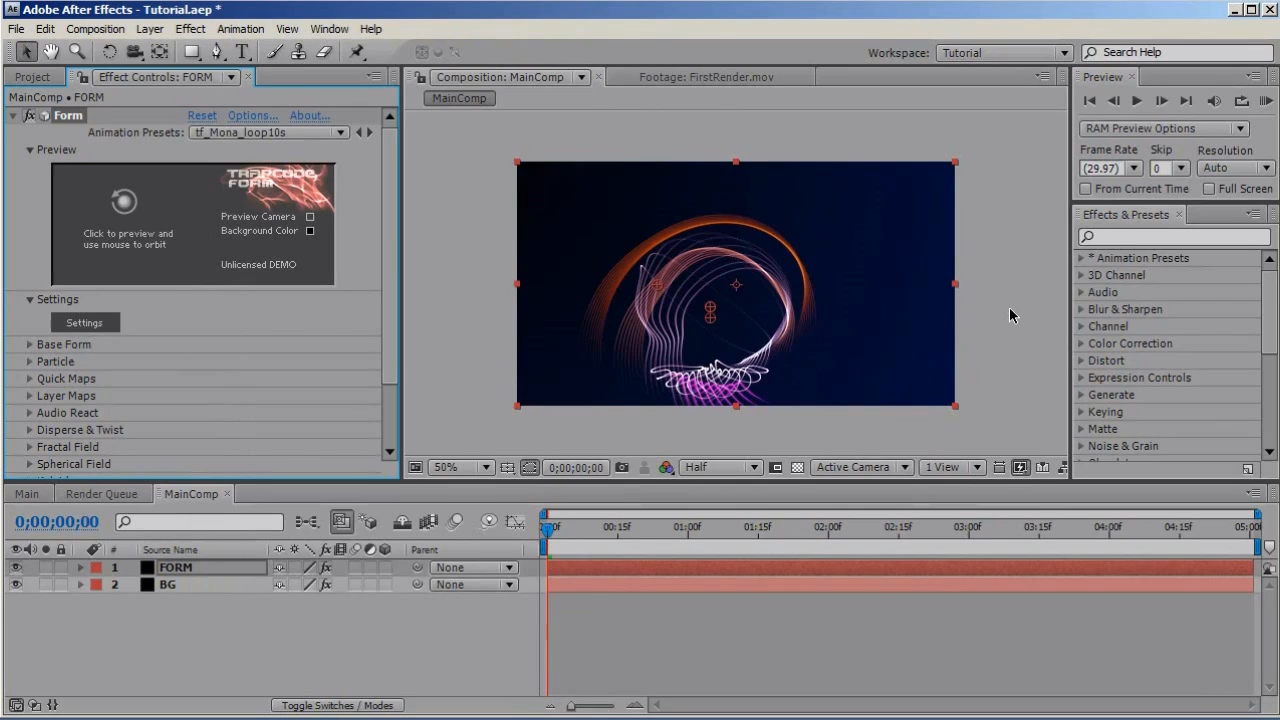 Adobe After Effects - Tutorial.aep *
File Edit Composition Layer Effect Animation View Window Help
Workspace: Tutorial Search Help
Project Effect Controls: FORM Composition: MainComp Footage: FirstRender.mov Preview
MainComp • FORM
MainComp
Form Reset Options... About...
Animation Presets: tf_Mona_loop10s
Preview
TRAPCODE
FORM
Click to preview and
use mouse to orbit
Preview Camera
Background Color
Unlicensed DEMO
Settings
Settings
Base Form
Particle
Quick Maps
Layer Maps
Audio React
Disperse & Twist
Fractal Field
Spherical Field
50% 0;00;00;00 Half Active Camera 1 View
RAM Preview Options
Frame Rate Skip Resolution
(29.97) 0 Auto
From Current Time Full Screen
Effects & Presets
* Animation Presets
3D Channel
Audio
Blur & Sharpen
Channel
Color Correction
Distort
Expression Controls
Generate
Keying
Matte
Noise & Grain
Main Render Queue MainComp
0;00;00;00
00:15f 01:00f 01:15f 02:00f 02:15f 03:00f 03:15f 04:00f 04:15f 05:00f
# Source Name Parent
1 FORM None
2 BG None
Toggle Switches / Modes